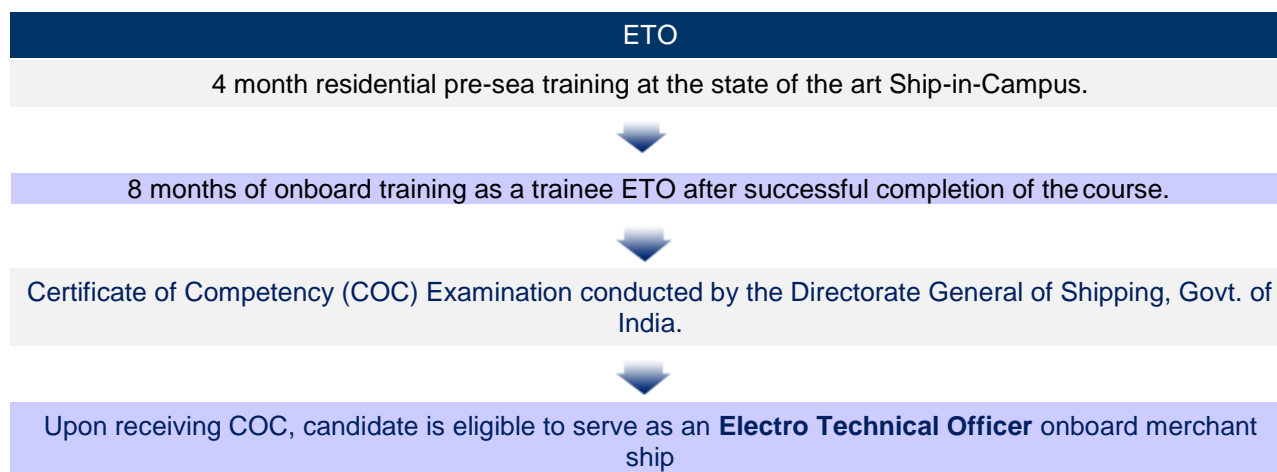 ETO
4 month residential pre-sea training at the state of the art Ship-in-Campus.
8 months of onboard training as a trainee ETO after successful completion of the course.
Certificate of Competency (COC) Examination conducted by the Directorate General of Shipping, Govt. of
India.
Upon receiving COC, candidate is eligible to serve as an Electro Technical Officer onboard merchant
ship